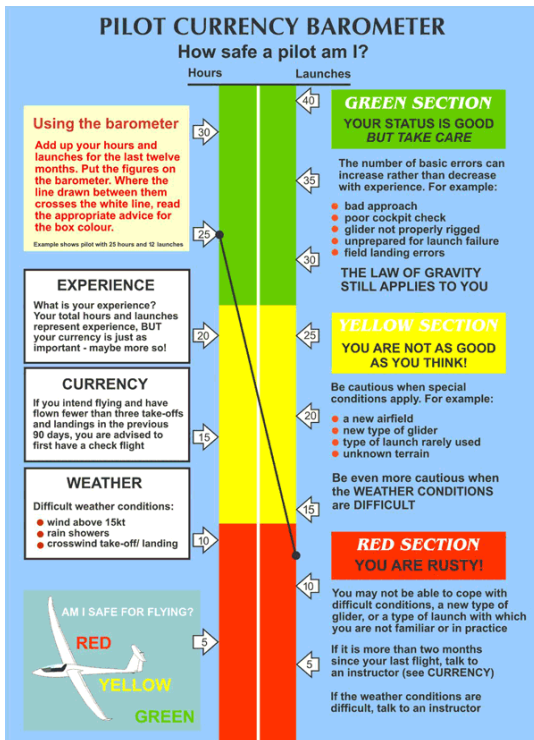 PILOT CURRENCY BAROMETER
How safe a pilot am I?
Hours
Launches
Using the barometer
Add up your hours and
launches for the last twelve
months. Put the figures on
the barometer. Where the
line drawn between them
crosses the white line, read
the appropriate advice for
the box colour.
Example shows pilot with 25 hours and 12 launches
EXPERIENCE
What is your experience?
Your total hours and launches
represent experience, BUT
your currency is just as
important - maybe more so!
CURRENCY
If you intend flying and have
flown fewer than three take-offs
and landings in the previous
90 days, you are advised to
first have a check flight
WEATHER
Difficult weather conditions:
wind above 15kt
rain showers
crosswind take-off/ landing
AM I SAFE FOR FLYING?
RED
YELLOW
GREEN
30
25
20
15
10
5
40
35
30
25
20
15
10
5
GREEN SECTION
YOUR STATUS IS GOOD
BUT TAKE CARE
The number of basic errors can
increase rather than decrease
with experience. For example:
bad approach
poor cockpit check
glider not properly rigged
unprepared for launch failure
field landing errors
THE LAW OF GRAVITY
STILL APPLIES TO YOU
YELLOW SECTION
YOU ARE NOT AS GOOD
AS YOU THINK!
Be cautious when special
conditions apply. For example:
a new airfield
new type of glider
type of launch rarely used
unknown terrain
Be even more cautious when
the WEATHER CONDITIONS
are DIFFICULT
RED SECTION
YOU ARE RUSTY!
You may not be able to cope with
difficult conditions, a new type of
glider, or a type of launch with which
you are not familiar or in practice
If it is more than two months
since your last flight, talk to
an instructor (see CURRENCY)
If the weather conditions are
difficult, talk to an instructor